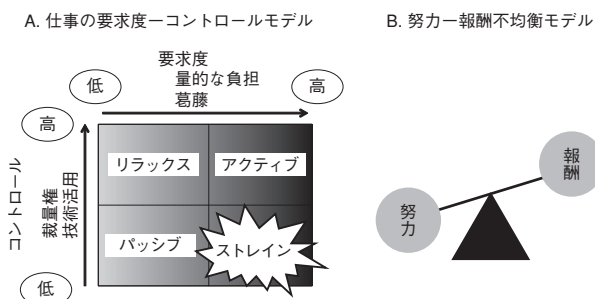 A. 仕事の要求度ーコントロールモデル
B. 努力ー報酬不均衡モデル
要求度
量的な負担
葛藤
低
高
高
コントロール
裁量権
技術活用
低
リラックス
アクティブ
パッシブ
ストレイン
努力
報酬